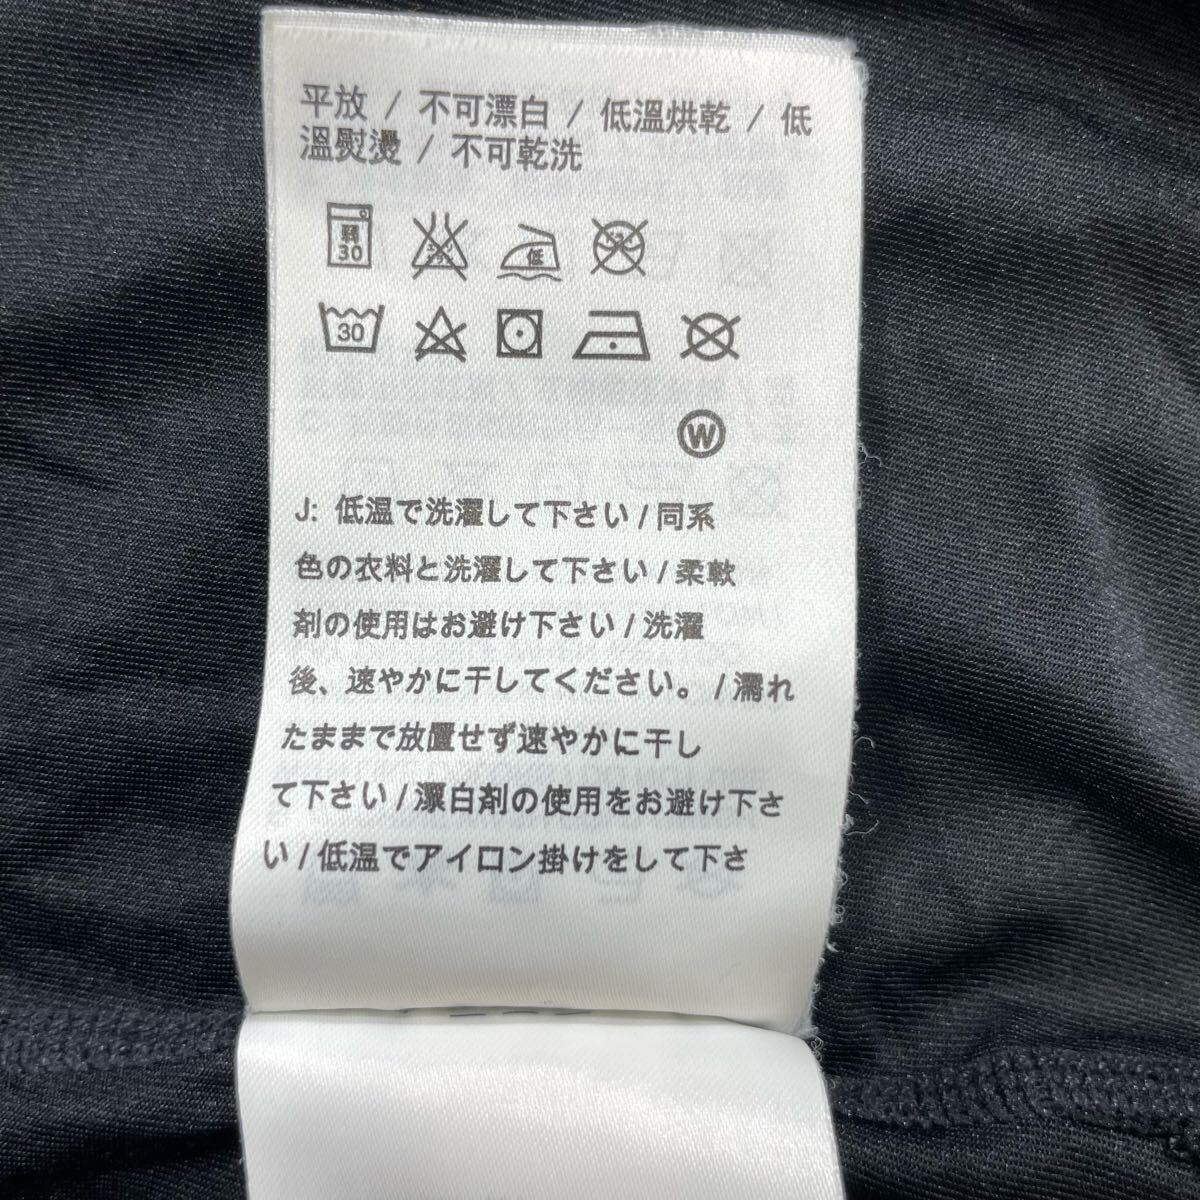 平放 / 不可漂白 / 低溫烘乾 / 低
溫熨燙 / 不可乾洗
弱 30 低
30
W
J: 低温で洗濯して下さい / 同系
色の衣料と洗濯して下さい / 柔軟
剤の使用はお避け下さい / 洗濯
後、速やかに干してください。 / 濡れ
たままで放置せず速やかに干し
て下さい / 漂白剤の使用をお避け下さ
い / 低温でアイロン掛けをして下さ